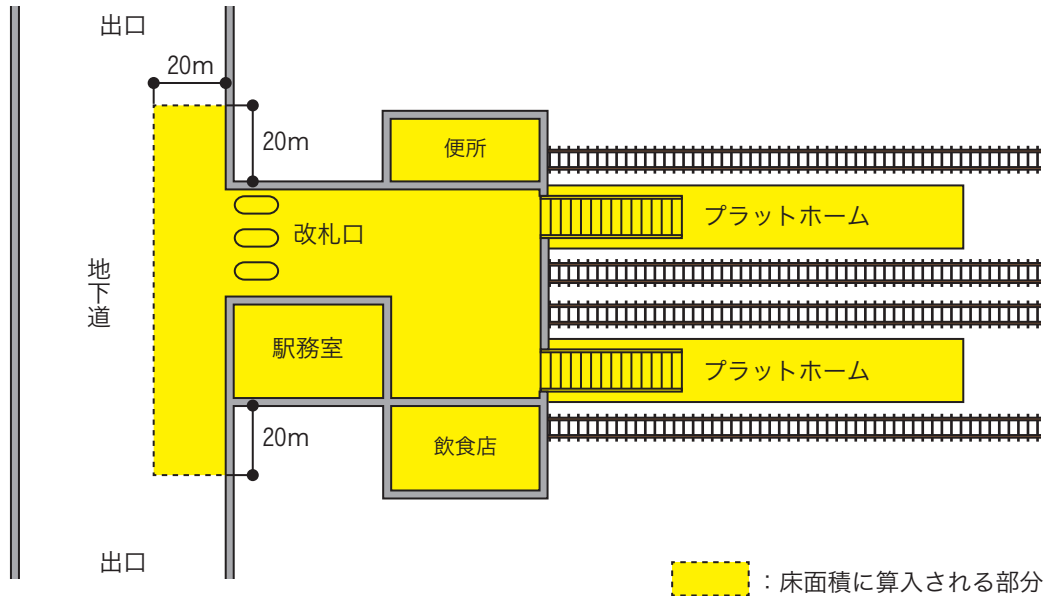 出口
20m
20m
便所
プラットホーム
改札口
地下道
駅務室
プラットホーム
20m
飲食店
出口
：床面積に算入される部分